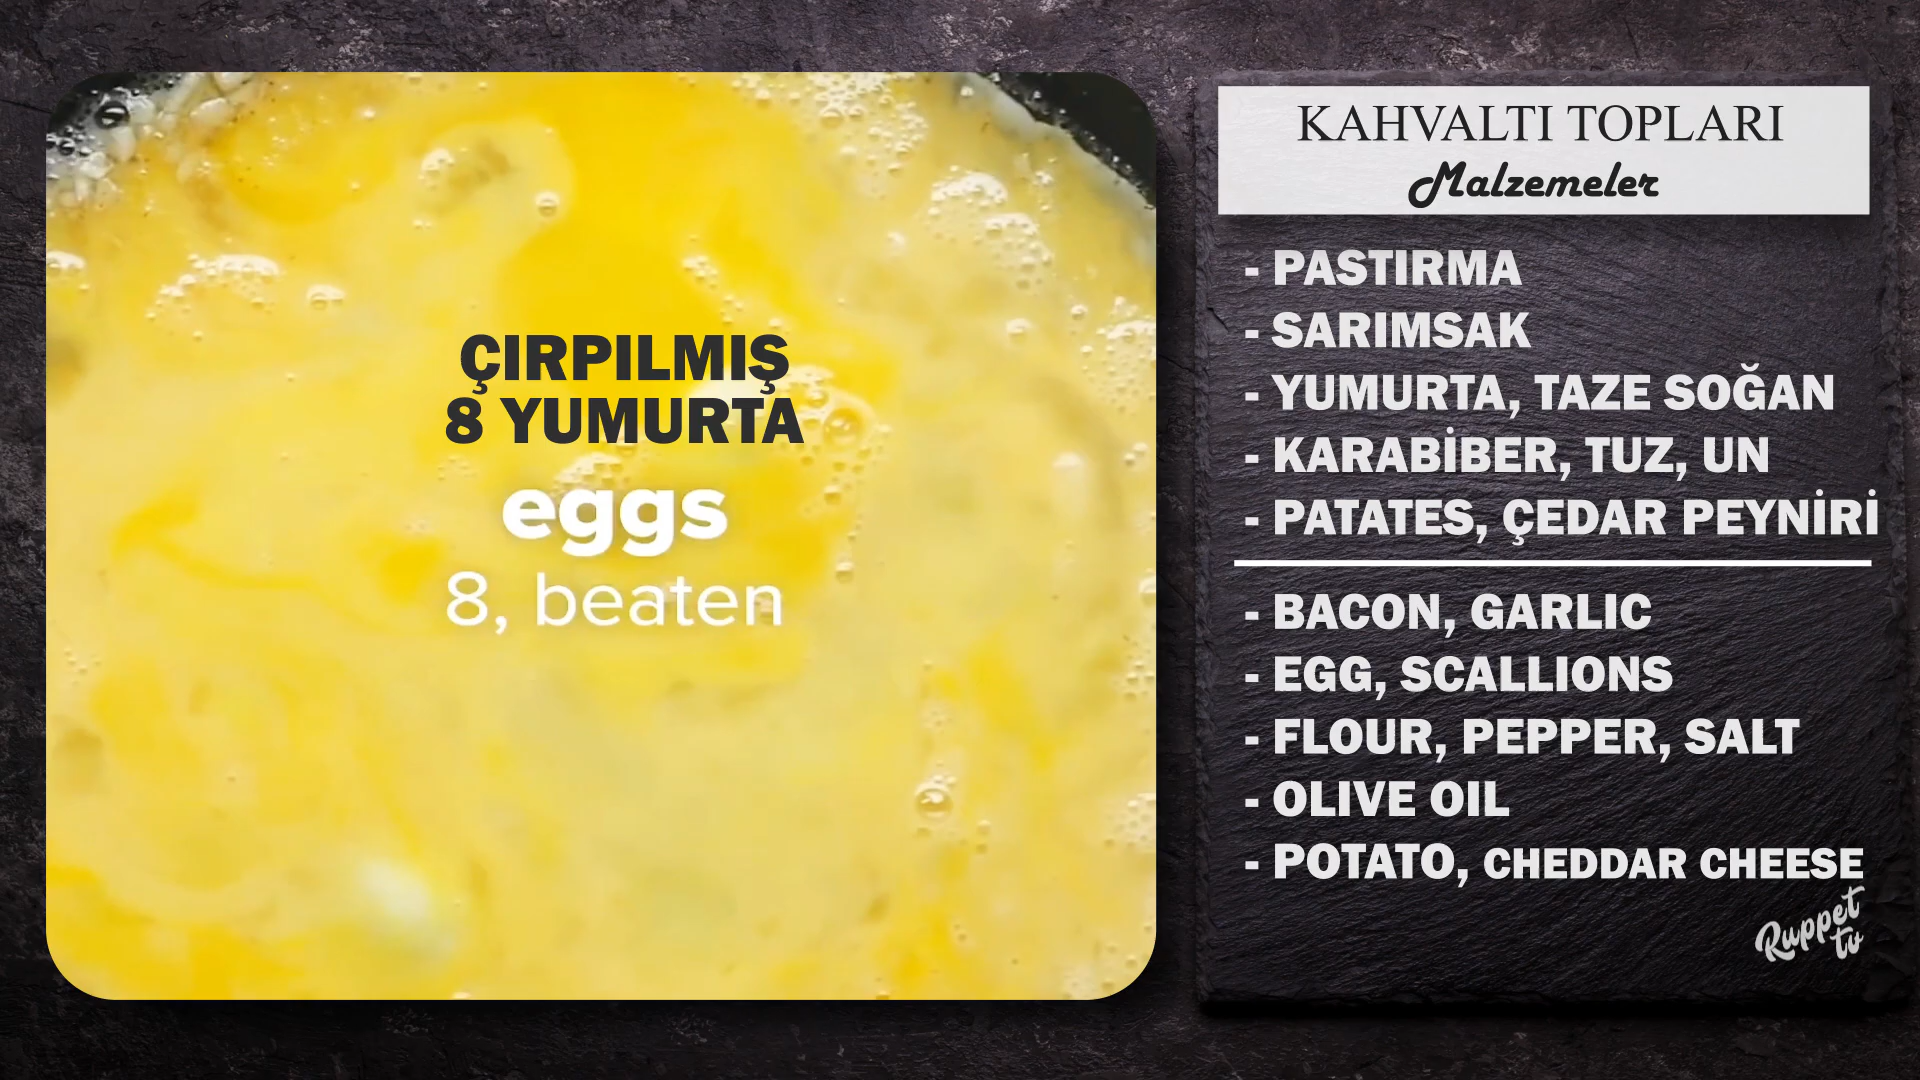 ÇIRPILMIŞ
8 YUMURTA
eggs
8, beaten
KAHVALTI TOPLARI
Malzemeler
- PASTIRMA
- SARIMSAK
- YUMURTA, TAZE SOĞAN
- KARABİBER, TUZ, UN
- PATATES, ÇEDAR PEYNİRİ
- BACON, GARLIC
- EGG, SCALLIONS
- FLOUR, PEPPER, SALT
- OLIVE OIL
- POTATO, CHEDDAR CHEESE
Ruppet
tv